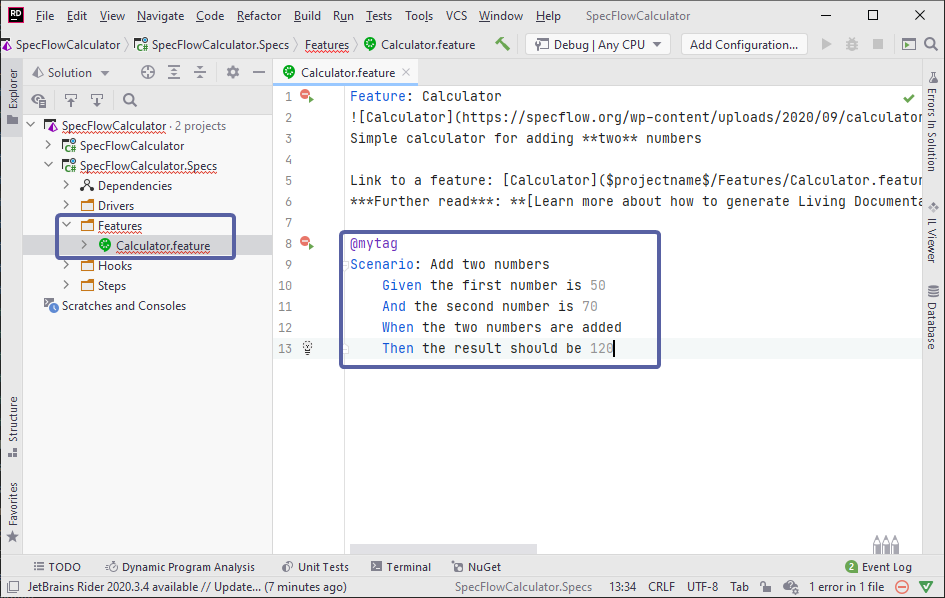 RD File Edit View Navigate Code Refactor Build Run Tests Tools VCS Window Help SpecFlowCalculator
SpecFlowCalculator SpecFlowCalculator.Specs Features Calculator.feature Debug | Any CPU Add Configuration...
Explorer
Solution
Calculator.feature
SpecFlowCalculator · 2 projects
SpecFlowCalculator
SpecFlowCalculator.Specs
Dependencies
Drivers
Features
Calculator.feature
Hooks
Steps
Scratches and Consoles
Structure
Favorites
1 Feature: Calculator
2 ![Calculator](https://specflow.org/wp-content/uploads/2020/09/calculator
3 Simple calculator for adding **two** numbers
4
5 Link to a feature: [Calculator]($projectname$/Features/Calculator.featur
6 ***Further read***: **[Learn more about how to generate Living Documenta
7
8 @mytag
9 Scenario: Add two numbers
10 Given the first number is 50
11 And the second number is 70
12 When the two numbers are added
13 Then the result should be 120
Errors In Solution
IL Viewer
Database
TODO Dynamic Program Analysis Unit Tests Terminal NuGet 2 Event Log
JetBrains Rider 2020.3.4 available // Update... (7 minutes ago) SpecFlowCalculator.Specs 13:34 CRLF UTF-8 Tab 1 error in 1 file